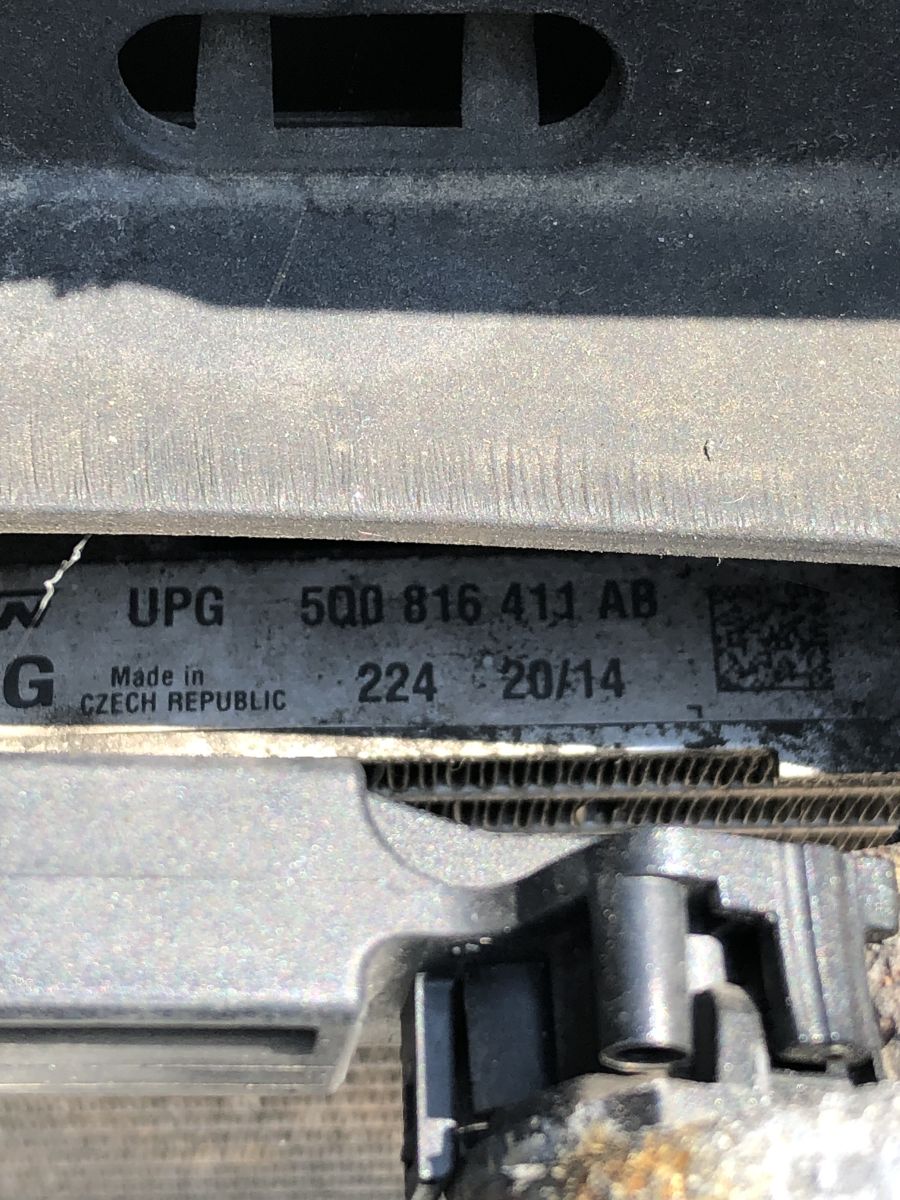 UPG 5Q0 816 411 AB
G Made in 224 20/14
CZECH REPUBLIC